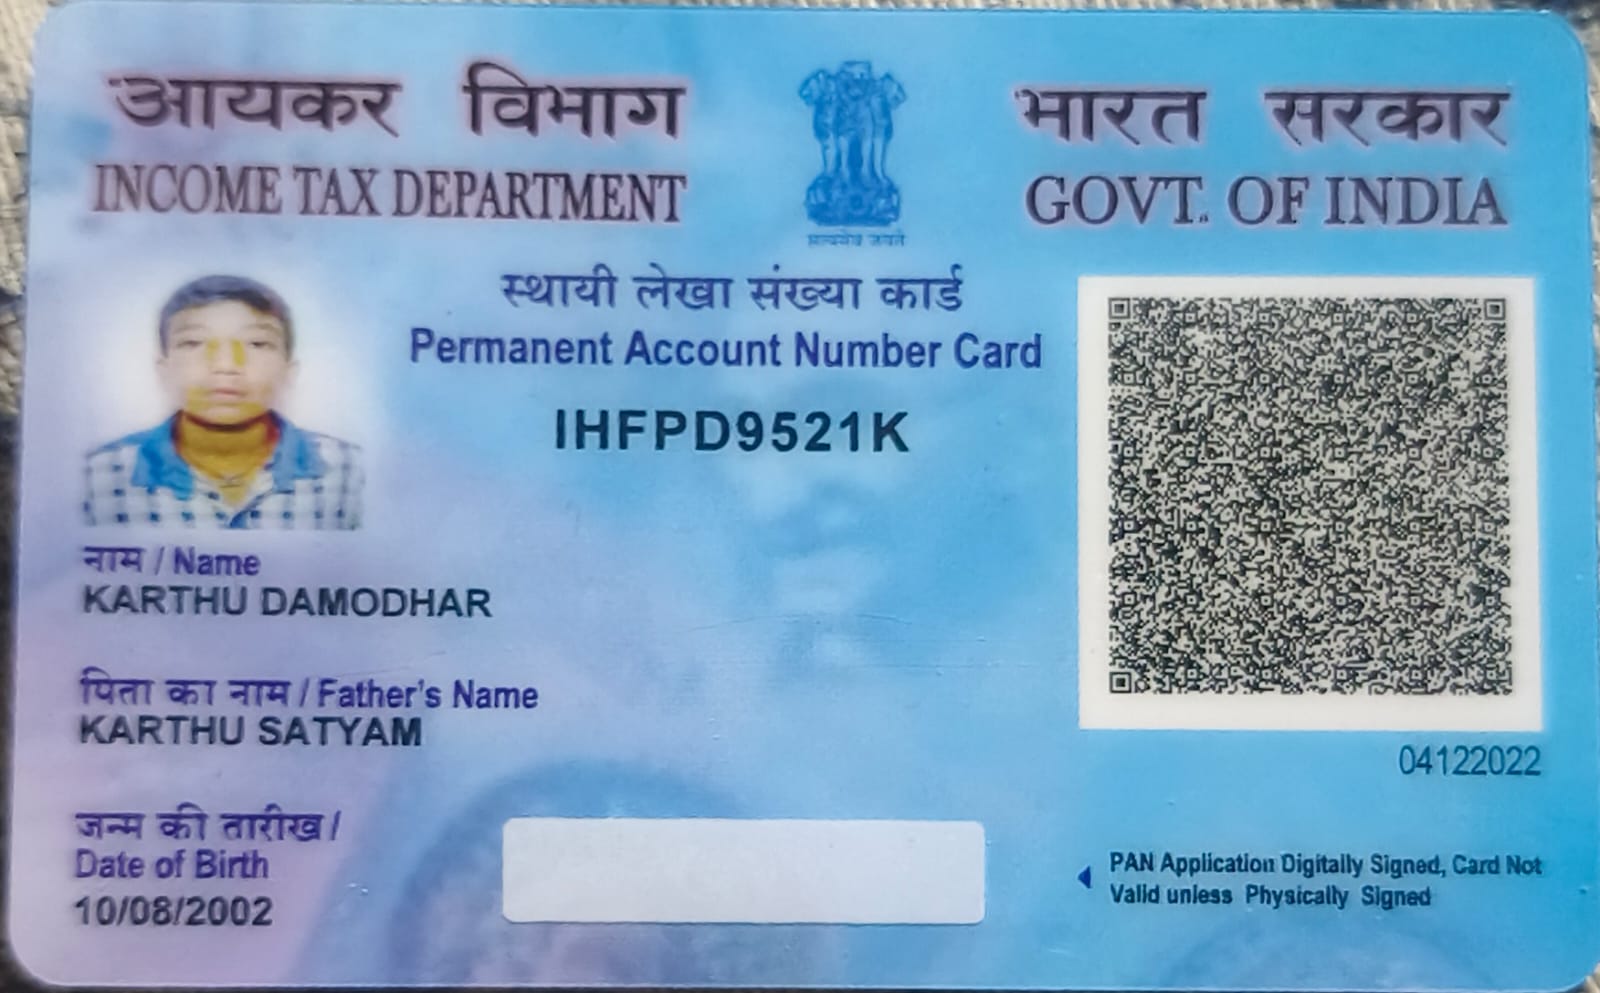 आयकर विभाग
INCOME TAX DEPARTMENT
सत्यमेव जयते
भारत सरकार
GOVT. OF INDIA
स्थायी लेखा संख्या कार्ड
Permanent Account Number Card
IHFPD9521K
नाम / Name
KARTHU DAMODHAR
पिता का नाम / Father's Name
KARTHU SATYAM
जन्म की तारीख /
Date of Birth
10/08/2002
04122022
PAN Application Digitally Signed, Card Not
Valid unless Physically Signed